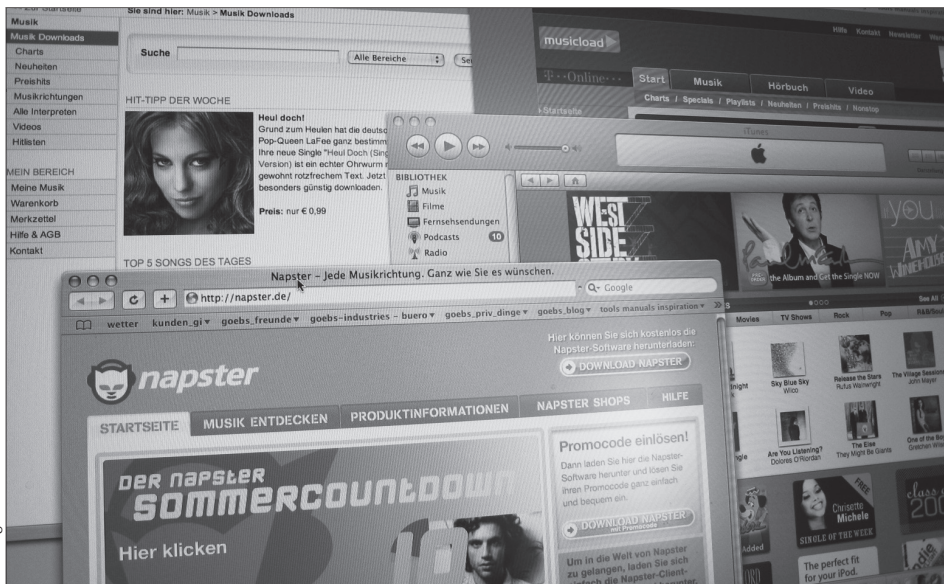 Musik
Musik Downloads
Charts
Neuheiten
Preishits
Musikrichtungen
Alle Interpreten
Videos
Hitlisten
MEIN BEREICH
Meine Musik
Warenkorb
Merkzettel
Hilfe & AGB
Kontakt
Sie sind hier: Musik > Musik Downloads
Suche
Alle Bereiche
HIT-TIPP DER WOCHE
Heul doch!
Grund zum Heulen hat die
Pop-Queen LaFee ganz
Ihre neue Single "Heul Doch
Version) ist ein echter Ohrwurm
gewohnt rotzfrechem Text. Jetzt
besonders günstig downloaden.
Preis: nur € 0,99
TOP 5 SONGS DES TAGES
musicload
Hilfe Kontakt Newsletter
T··Online··
Startseite
Start Musik Hörbuch Video
Charts / Specials / Playlists / Neuheiten / Preishits / Nonstop
iTunes
BIBLIOTHEK
Musik
Filme
Fernsehsendungen
Podcasts 10
Radio
WEST
SIDE
the Album and Get the Single NOW
YOU
AMY
WINEHOUSE
See All
Movies TV Shows Rock Pop
Sky Blue Sky
Wilco
Release the Stars
Rufus Wainwright
The Village
John Mayer
Are You Listening?
Dolores O'Riordan
The Else
They Might Be Giants
One of the
Gretchen
Added
FREE
Chrisette
Michele
SINGLE OF THE WEEK
The perfect fit
for your iPod.
Napster – Jede Musikrichtung. Ganz wie Sie es wünschen.
http://napster.de/
Google
wetter kunden_gi goebs_freunde goebs-industries – buero goebs_priv_dinge goebs_blog tools manuals inspiration
Hier können Sie sich kostenlos die
Napster-Software herunterladen:
DOWNLOAD NAPSTER
napster
STARTSEITE MUSIK ENTDECKEN PRODUKTINFORMATIONEN NAPSTER SHOPS HILFE
DER NAPSTER
SOMMERCOUNTDOWN
10
Hier klicken
Promocode einlösen!
Dann laden Sie hier die Napster-
Software herunter und lösen Sie
ihren Promocode ganz einfach
und bequem ein.
DOWNLOAD NAPSTER
mit Promocode
Um in die Welt von Napster
zu gelangen, laden Sie sich
einfach die Napster-Client-